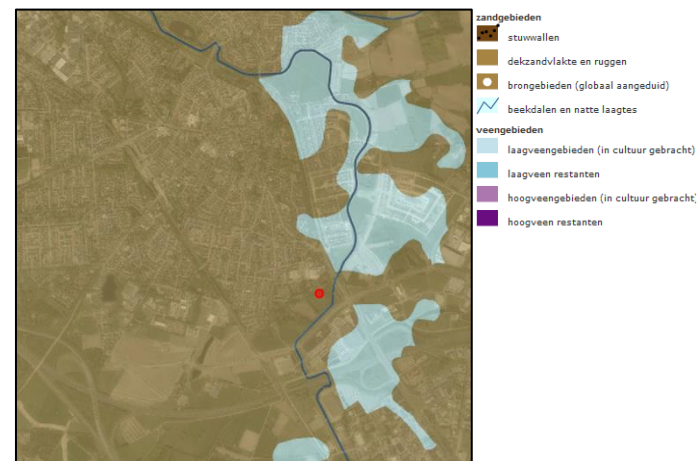 zandgebieden
stuwwallen
dekzandvlakte en ruggen
brongebieden (globaal aangeduid)
beekdalen en natte laagtes
veengebieden
laagveengebieden (in cultuur gebracht)
laagveen restanten
hoogveengebieden (in cultuur gebracht)
hoogveen restanten